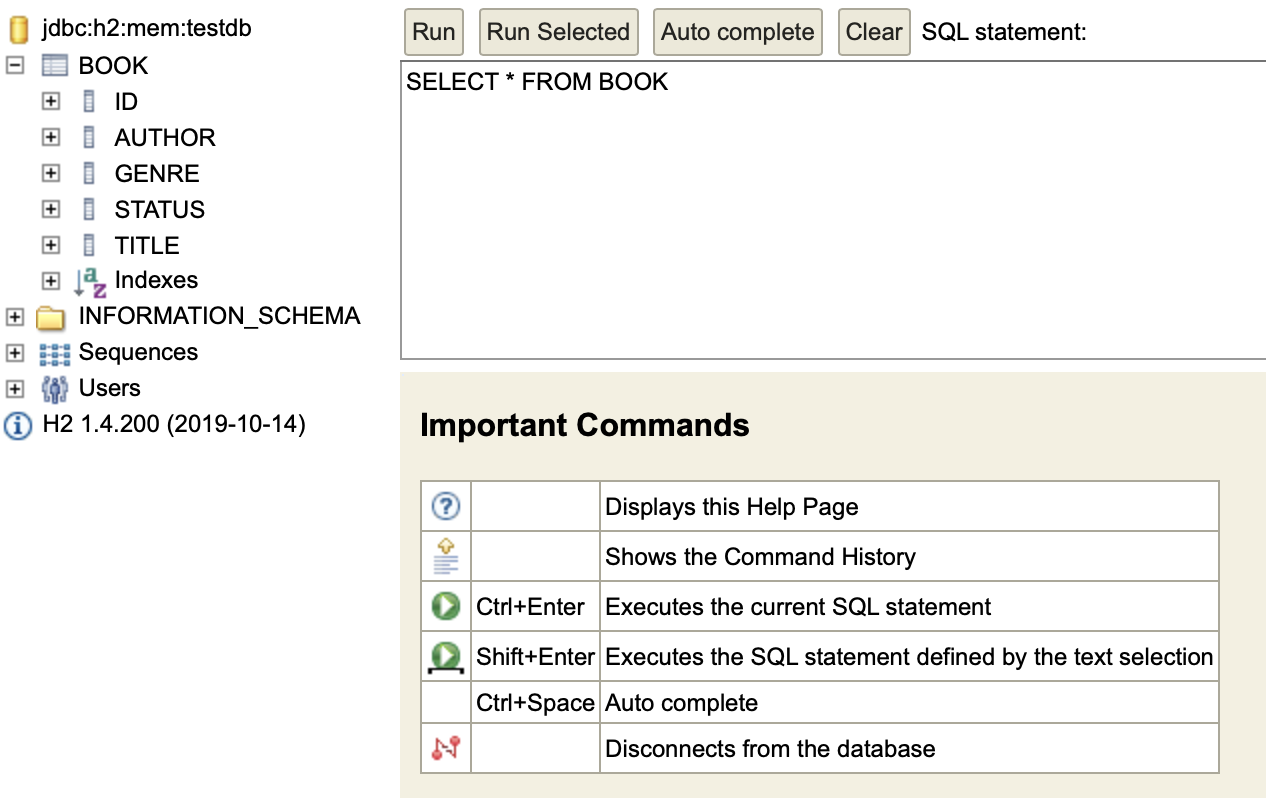 jdbc:h2:mem:testdb
BOOK
ID
AUTHOR
GENRE
STATUS
TITLE
Indexes
INFORMATION_SCHEMA
Sequences
Users
H2 1.4.200 (2019-10-14)
Run Run Selected Auto complete Clear SQL statement:
SELECT * FROM BOOK
Important Commands
Displays this Help Page
Shows the Command History
Ctrl+Enter Executes the current SQL statement
Shift+Enter Executes the SQL statement defined by the text selection
Ctrl+Space Auto complete
Disconnects from the database